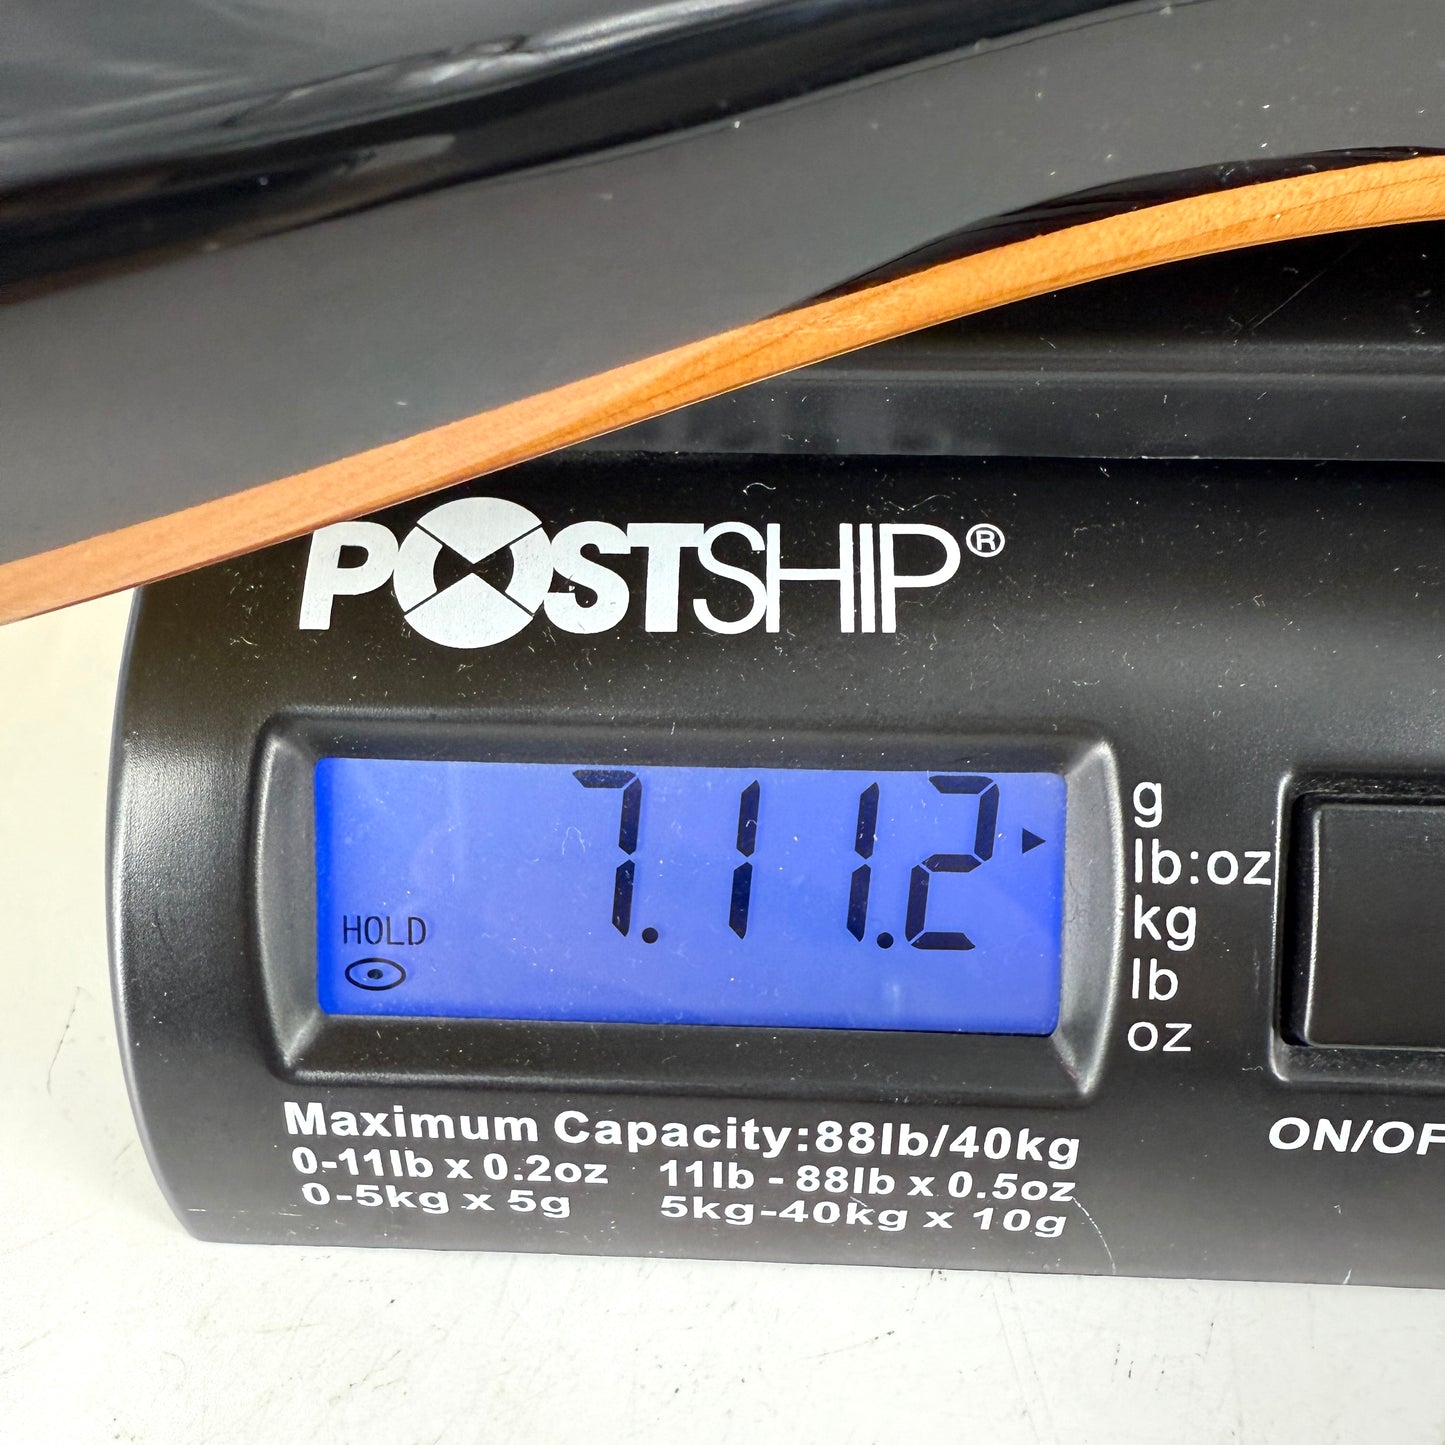 POSTSHIP®
7.11.2
HOLD
g
lb:oz
kg
lb
oz
Maximum Capacity:88lb/40kg
0-11lb x 0.2oz 11lb - 88lb x 0.5oz
0-5kg x 5g 5kg-40kg x 10g
ON/OF